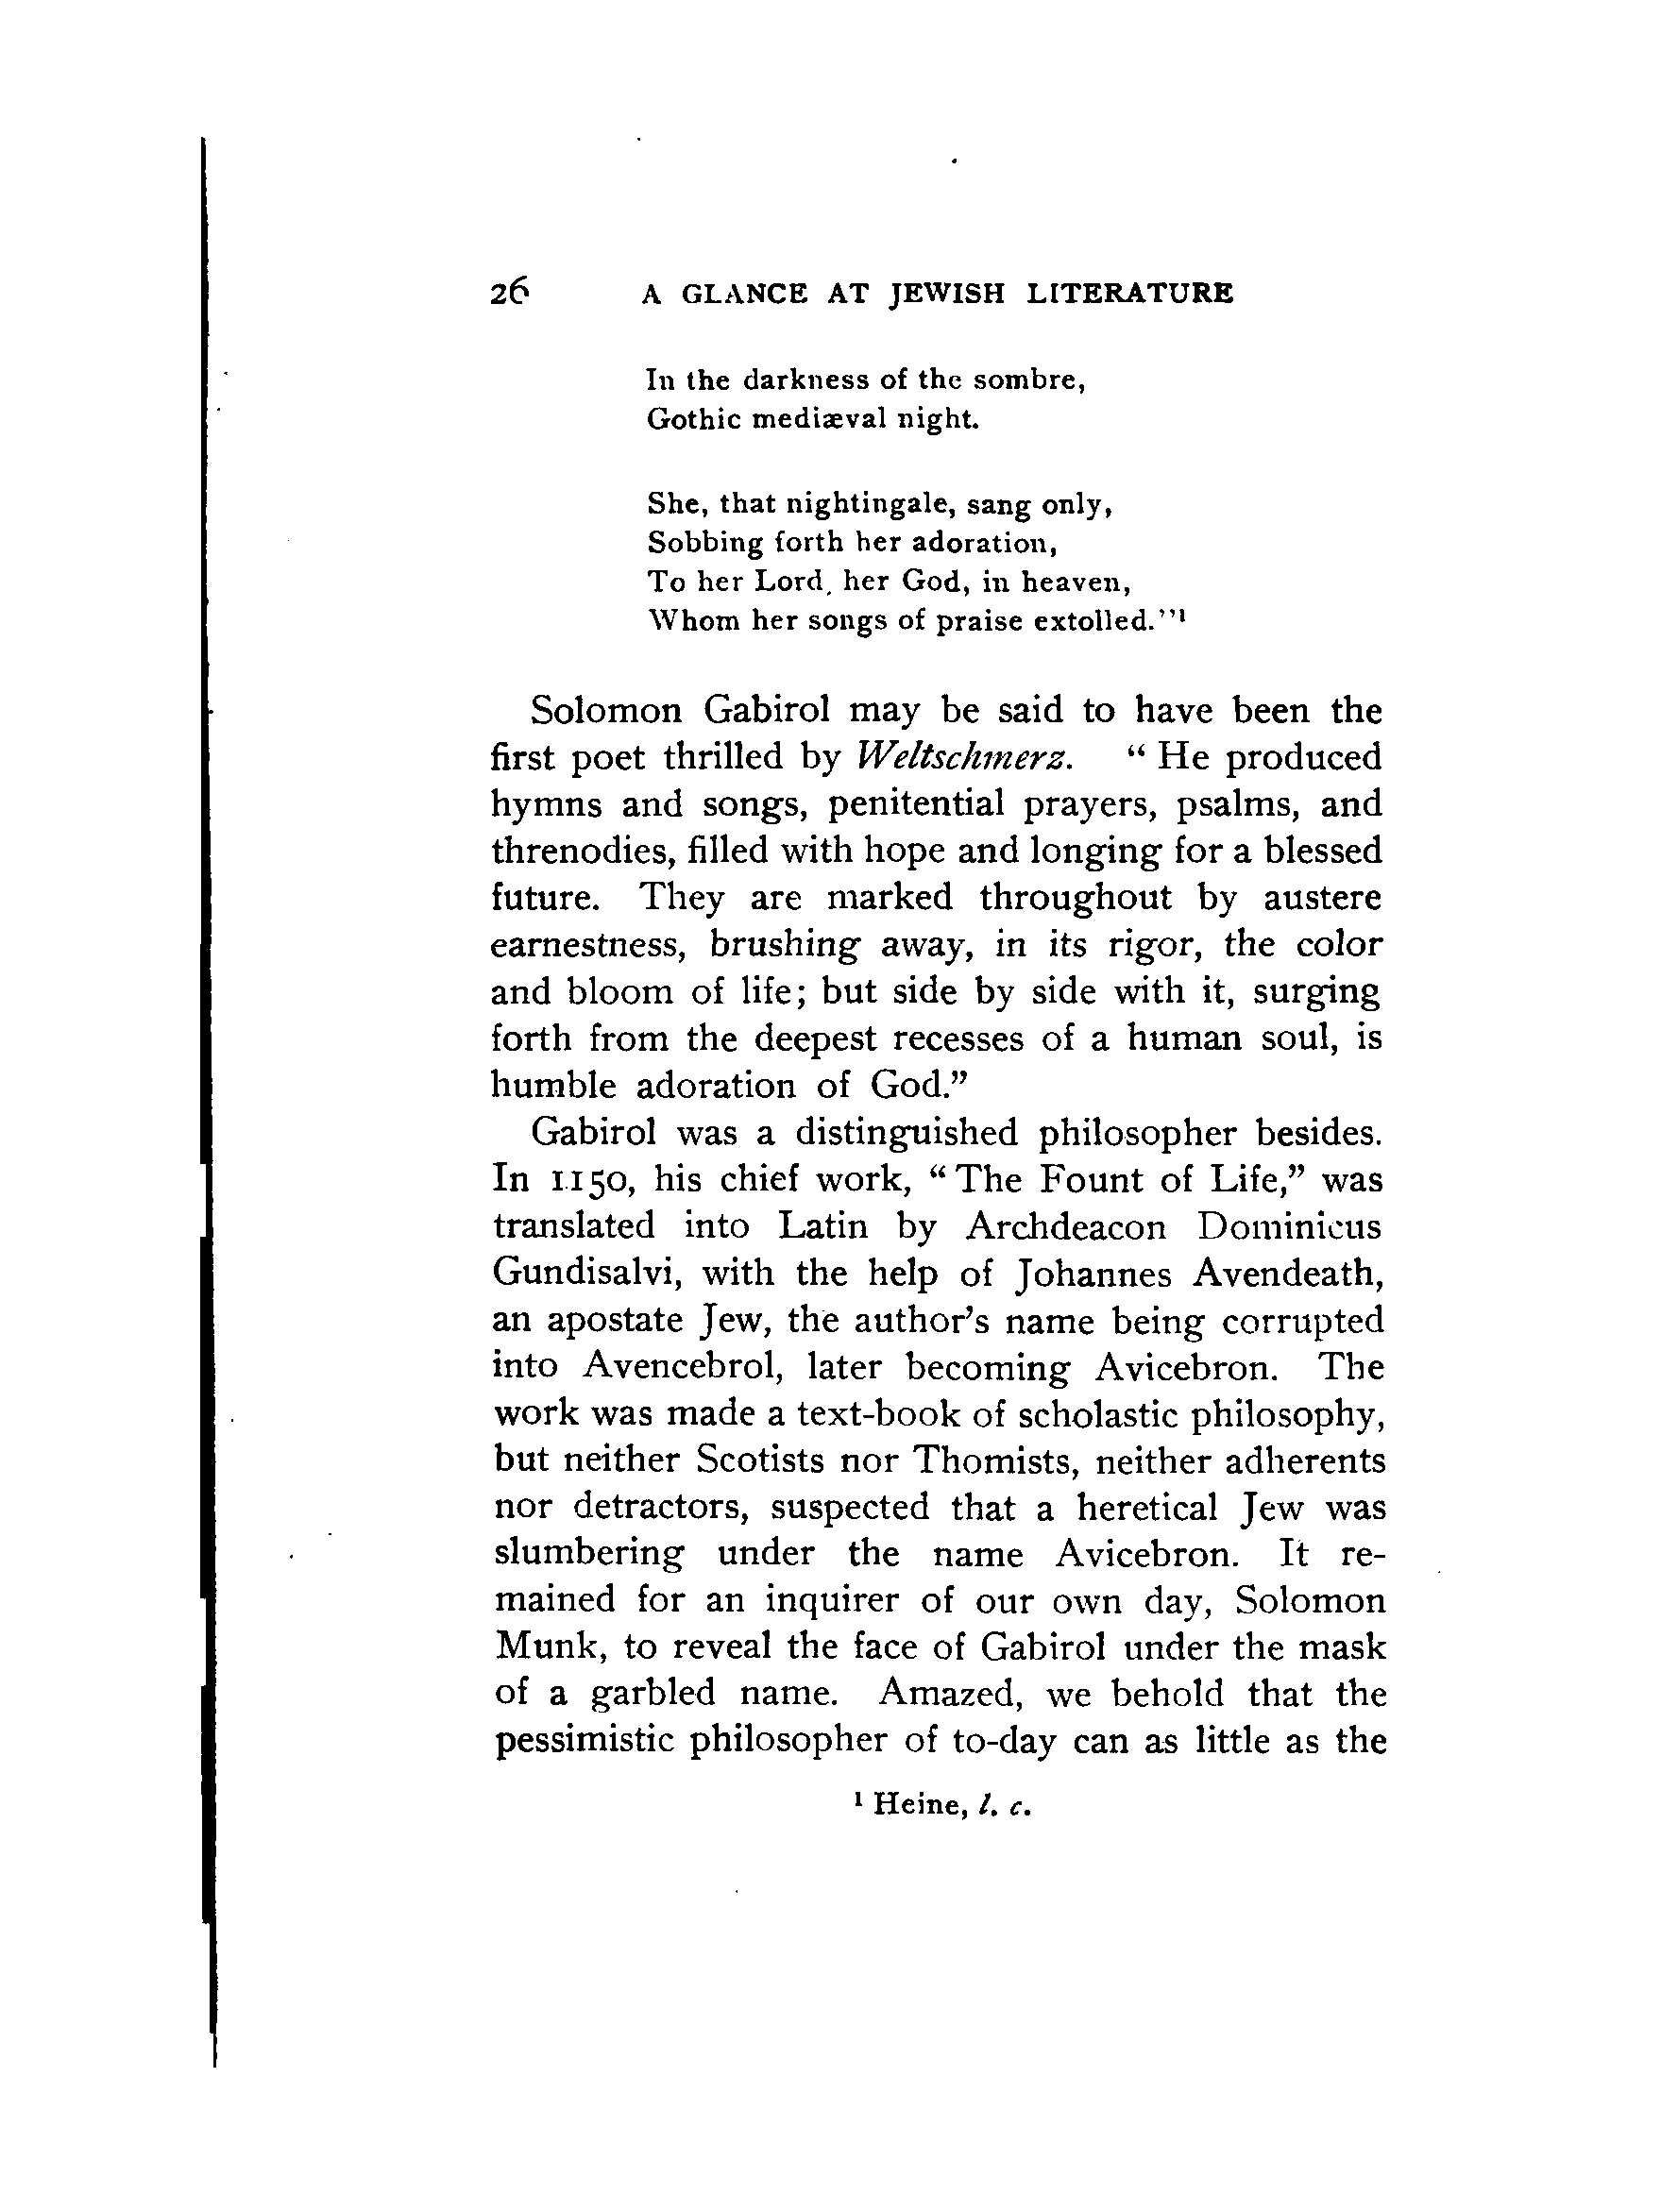 26 A GLANCE AT JEWISH LITERATURE
In the darkness of the sombre,
Gothic mediæval night.
She, that nightingale, sang only,
Sobbing forth her adoration,
To her Lord, her God, in heaven,
Whom her songs of praise extolled."¹
Solomon Gabirol may be said to have been the
first poet thrilled by Weltschmerz. “ He produced
hymns and songs, penitential prayers, psalms, and
threnodies, filled with hope and longing for a blessed
future. They are marked throughout by austere
earnestness, brushing away, in its rigor, the color
and bloom of life; but side by side with it, surging
forth from the deepest recesses of a human soul, is
humble adoration of God.”
Gabirol was a distinguished philosopher besides.
In 1150, his chief work, “ The Fount of Life,” was
translated into Latin by Archdeacon Dominicus
Gundisalvi, with the help of Johannes Avendeath,
an apostate Jew, the author’s name being corrupted
into Avencebrol, later becoming Avicebron. The
work was made a text-book of scholastic philosophy,
but neither Scotists nor Thomists, neither adherents
nor detractors, suspected that a heretical Jew was
slumbering under the name Avicebron. It re-
mained for an inquirer of our own day, Solomon
Munk, to reveal the face of Gabirol under the mask
of a garbled name. Amazed, we behold that the
pessimistic philosopher of to-day can as little as the
¹ Heine, l. c.